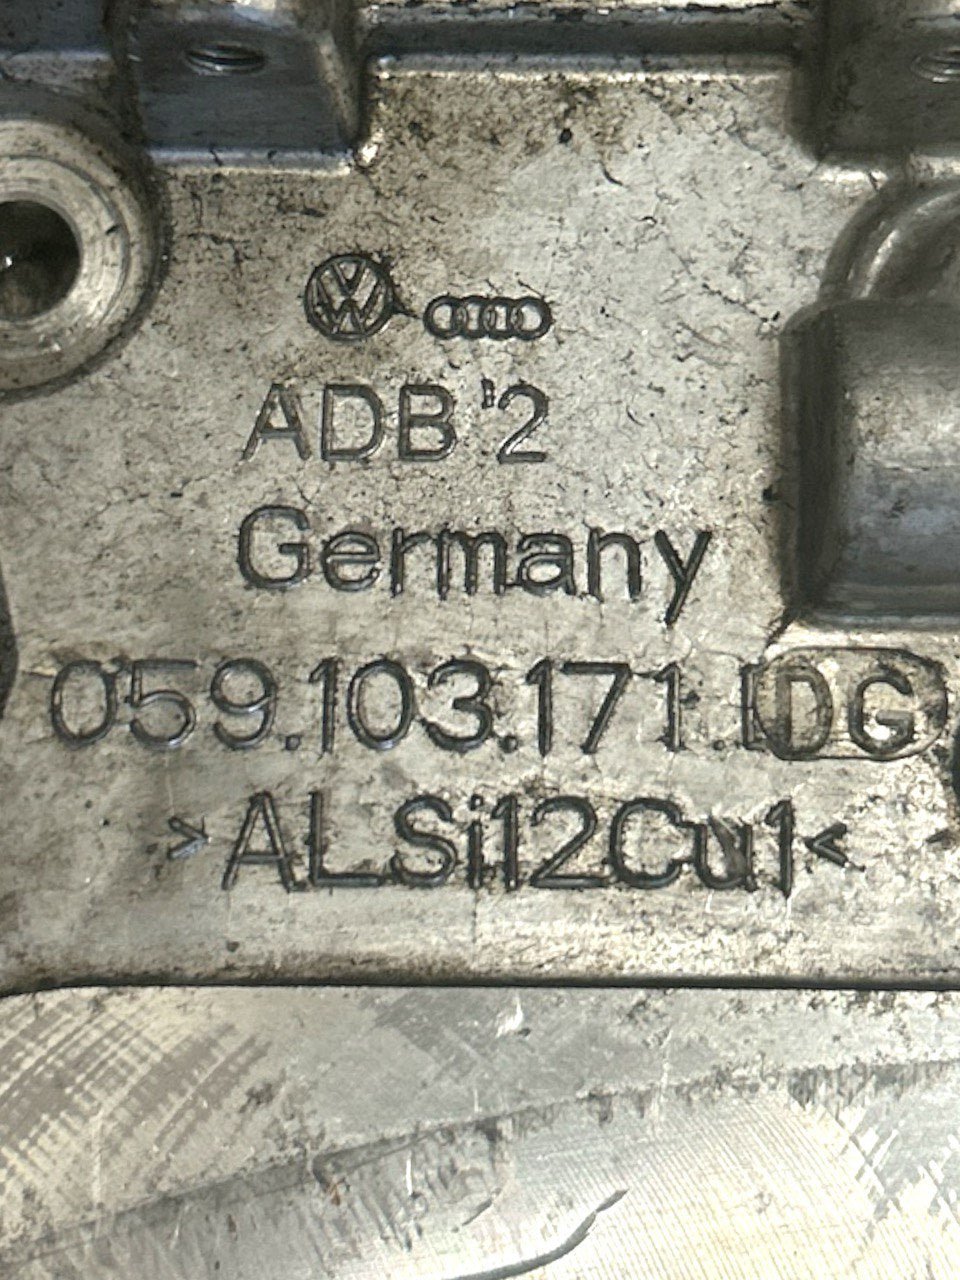 ADB'2
Germany
059.103.171.DG
>ALSi12Cu1<